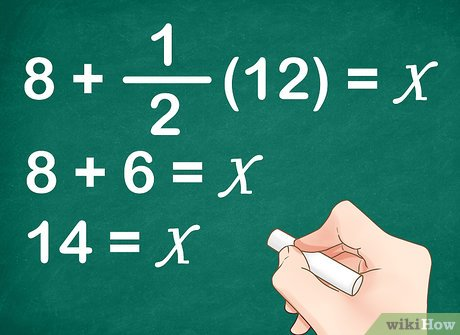 8 + 1/2 (12) = x
8 + 6 = x
14 = x
wikiHow